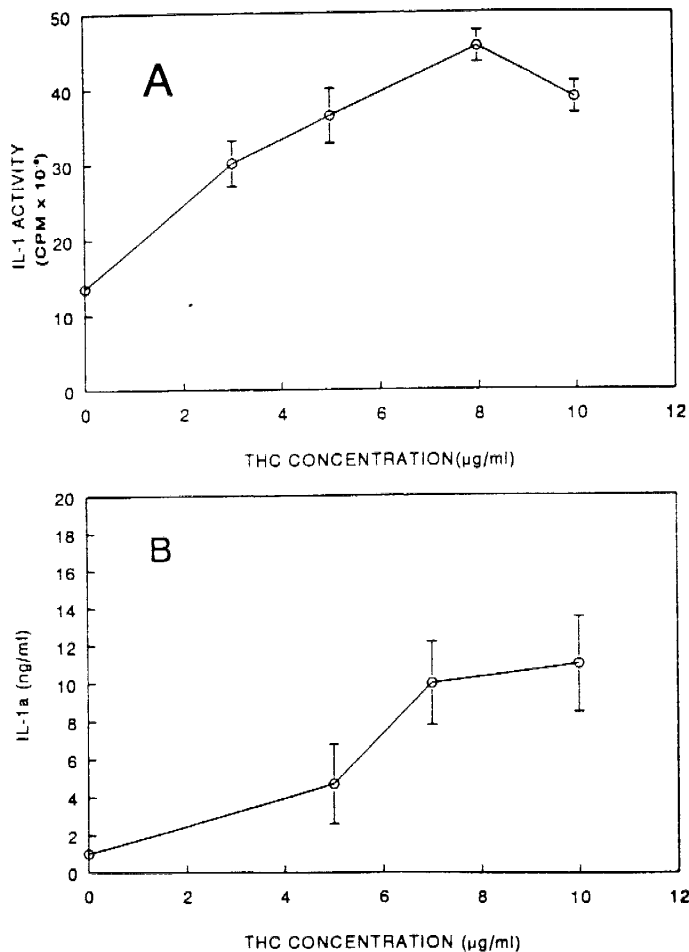 50
40
30
20
10
0
A
IL-1 ACTIVITY
(CPM x 10⁻³)
0 2 4 6 8 10 12
THC CONCENTRATION(µg/ml)
20
18
16
14
12
10
8
6
4
2
0
B
IL-1a (ng/ml)
0 2 4 6 8 10 12
THC CONCENTRATION (µg/ml)